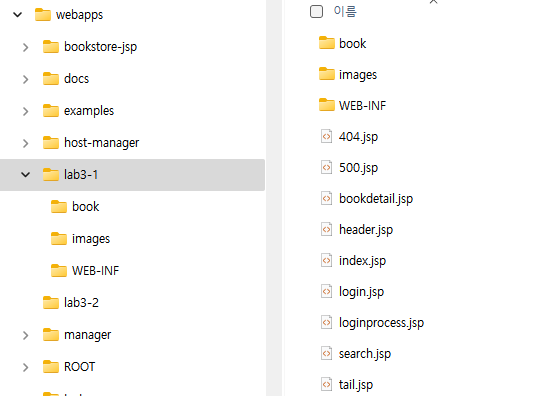 webapps
bookstore-jsp
docs
examples
host-manager
lab3-1
book
images
WEB-INF
lab3-2
manager
ROOT
이름
book
images
WEB-INF
404.jsp
500.jsp
bookdetail.jsp
header.jsp
index.jsp
login.jsp
loginprocess.jsp
search.jsp
tail.jsp